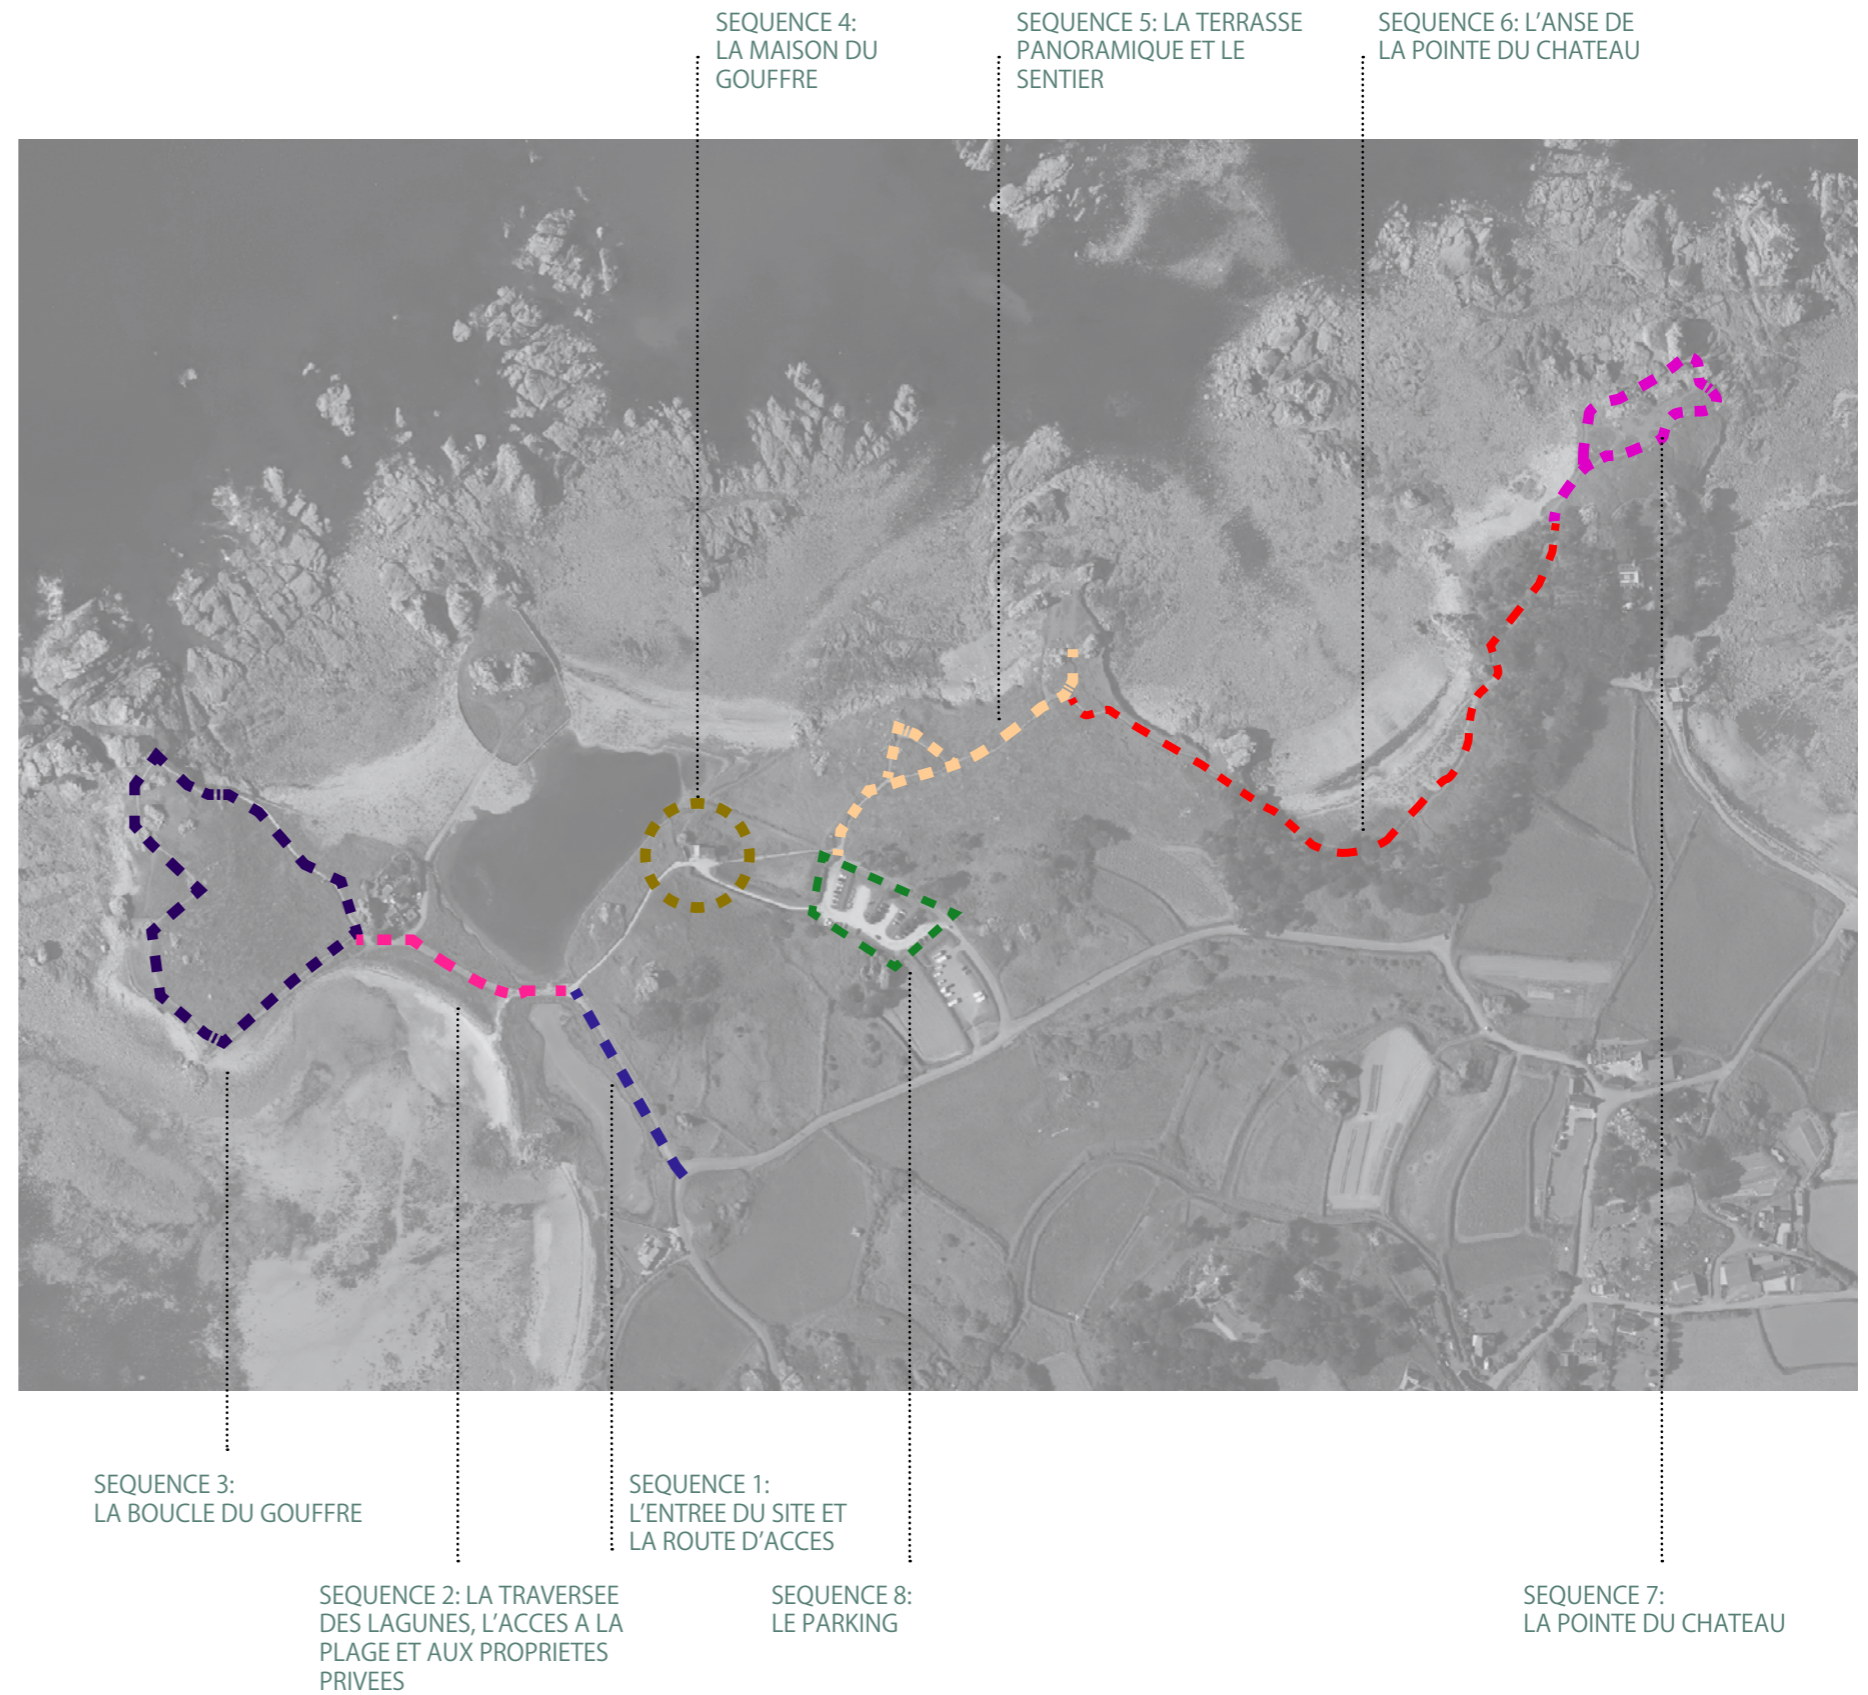 SEQUENCE 4:
LA MAISON DU
GOUFFRE
SEQUENCE 5: LA TERRASSE
PANORAMIQUE ET LE
SENTIER
SEQUENCE 6: L’ANSE DE
LA POINTE DU CHATEAU
SEQUENCE 3:
LA BOUCLE DU GOUFFRE
SEQUENCE 2: LA TRAVERSEE
DES LAGUNES, L’ACCES A LA
PLAGE ET AUX PROPRIETES
PRIVEES
SEQUENCE 1:
L’ENTREE DU SITE ET
LA ROUTE D’ACCES
SEQUENCE 8:
LE PARKING
SEQUENCE 7:
LA POINTE DU CHATEAU